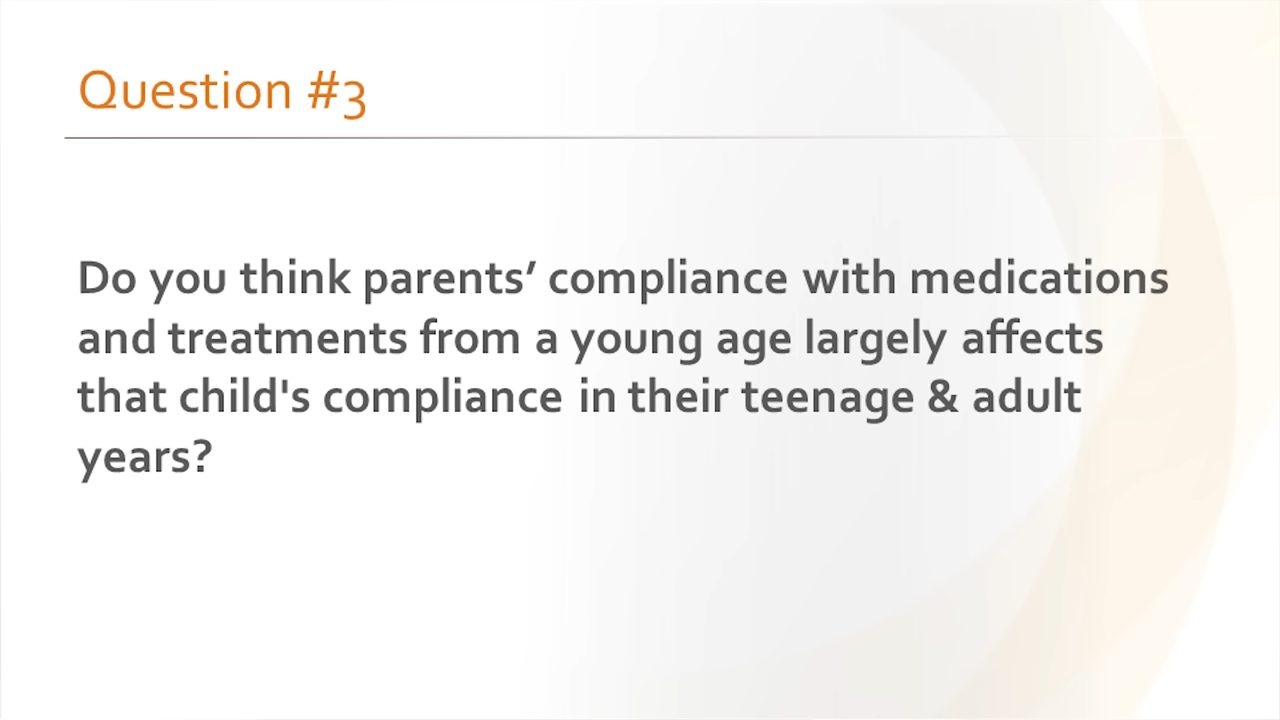 Question #3
Do you think parents’ compliance with medications
and treatments from a young age largely affects
that child's compliance in their teenage & adult
years?